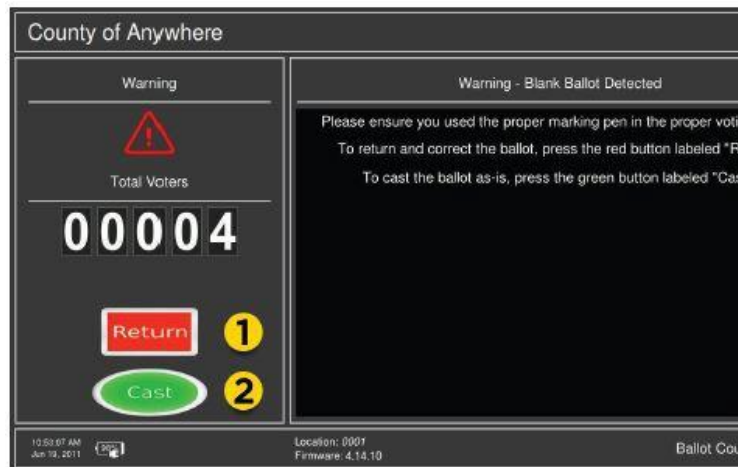 County of Anywhere
Warning
Total Voters
00004
Return 1
Cast 2
Warning - Blank Ballot Detected
Please ensure you used the proper marking pen in the proper voti
To return and correct the ballot, press the red button labeled "R
To cast the ballot as-is, press the green button labeled "Cas
10:53:07 AM
Jun 19, 2011
Location: 0001
Firmware: 4.14.10
Ballot Cou